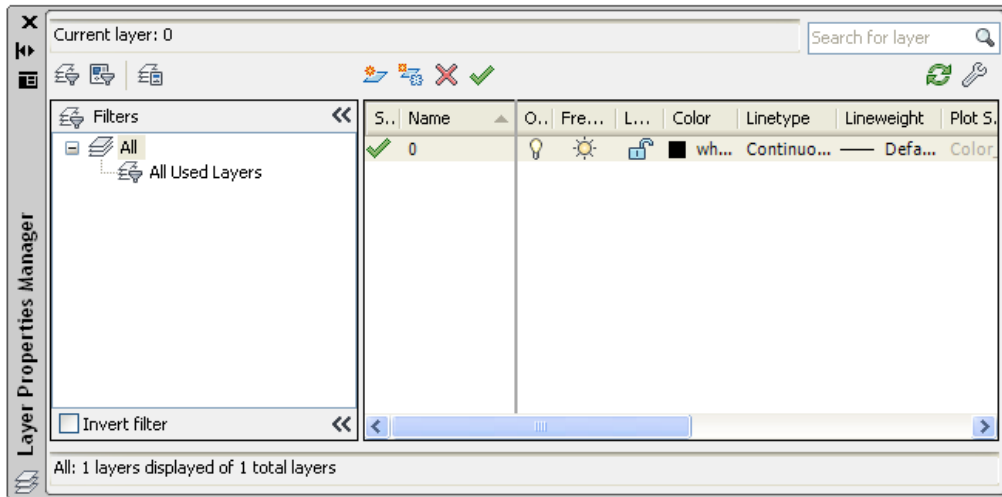 Current layer: 0
Search for layer
Filters
S.. Name O.. Fre... L... Color Linetype Lineweight Plot S.
All
0 wh... Continuo... Defa... Color_
All Used Layers
Layer Properties Manager
Invert filter
All: 1 layers displayed of 1 total layers